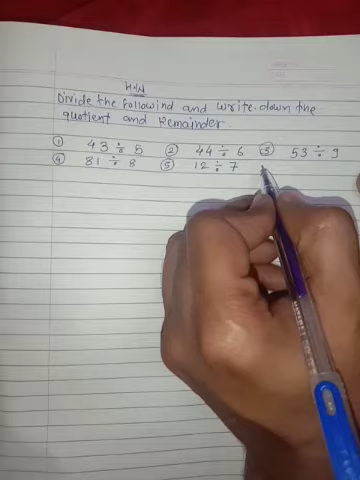 H.W
Divide the followind and write down the
quotient and Remainder.
① 43 ÷ 5 ② 44 ÷ 6 ③ 53 ÷ 9
④ 81 ÷ 8 ⑤ 12 ÷ 7